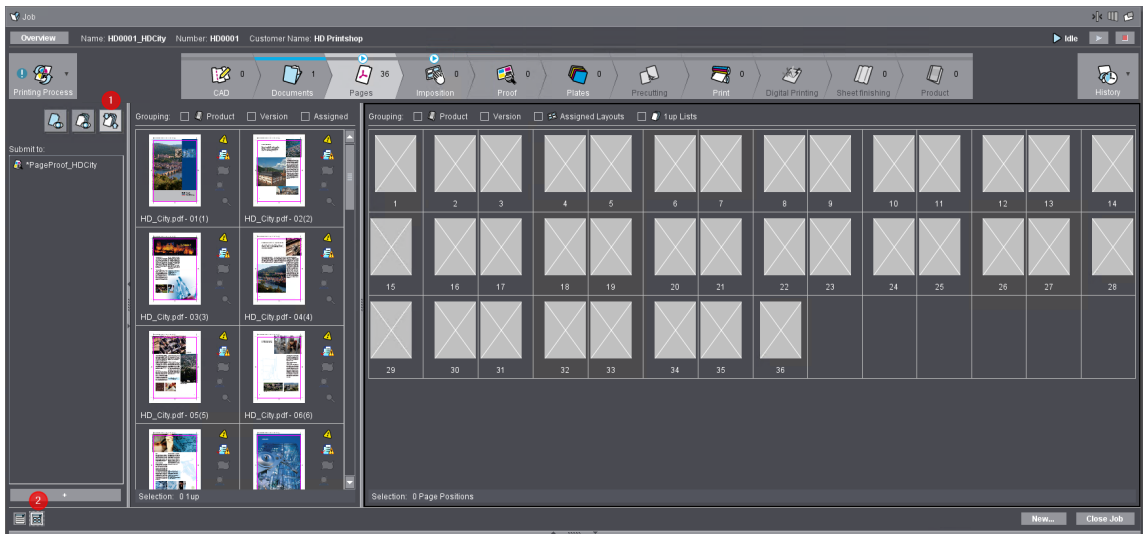 Job
Overview Name: HD0001_HDCity Number: HD0001 Customer Name: HD Printshop Idle
Printing Process
CAD 0
Documents 1
Pages 36
Imposition 0
Proof 0
Plates 0
Precutting
Print 0
Digital Printing
Sheet finishing 0
Product 0
History
1
Submit to:
*PageProof_HDCity
+
2
Grouping: Product Version Assigned
HD_City.pdf - 01(1) HD_City.pdf - 02(2)
HD_City.pdf - 03(3) HD_City.pdf - 04(4)
HD_City.pdf - 05(5) HD_City.pdf - 06(6)
Selection: 0 1up
Grouping: Product Version Assigned Layouts 1up Lists
1 2 3 4 5 6 7 8 9 10 11 12 13 14
15 16 17 18 19 20 21 22 23 24 25 26 27 28
29 30 31 32 33 34 35 36
Selection: 0 Page Positions
New... Close Job